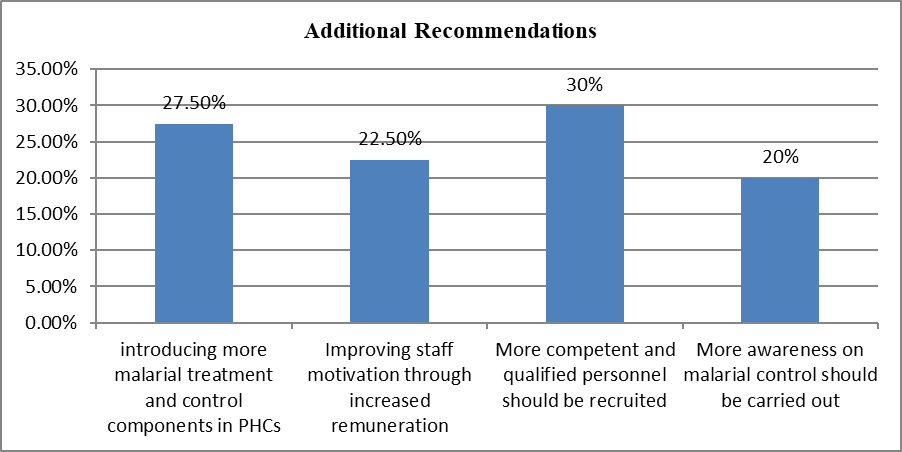 Additional Recommendations
35.00%
30.00%
25.00%
20.00%
15.00%
10.00%
5.00%
0.00%
27.50%
22.50%
30%
20%
introducing more
malarial treatment
and control
components in PHCs
Improving staff
motivation through
increased
remuneration
More competent and
qualified personnel
should be recruited
More awareness on
malarial control should
be carried out